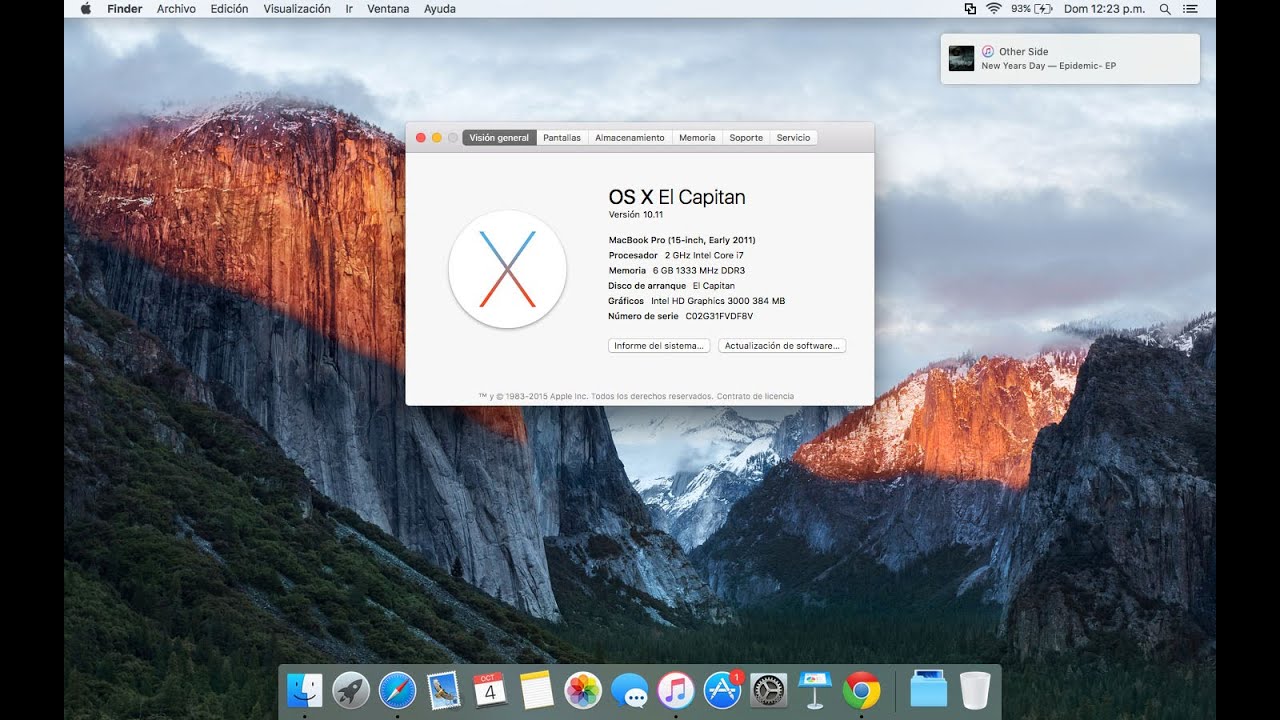 Finder Archivo Edición Visualización Ir Ventana Ayuda 93% Dom 12:23 p.m.
Other Side
New Years Day — Epidemic- EP
Visión general Pantallas Almacenamiento Memoria Soporte Servicio
OS X El Capitan
Versión 10.11
MacBook Pro (15-inch, Early 2011)
Procesador 2 GHz Intel Core i7
Memoria 6 GB 1333 MHz DDR3
Disco de arranque El Capitan
Gráficos Intel HD Graphics 3000 384 MB
Número de serie C02G31FVDF8V
Informe del sistema... Actualización de software...
™ y © 1983-2015 Apple Inc. Todos los derechos reservados. Contrato de licencia
OCT
4
1